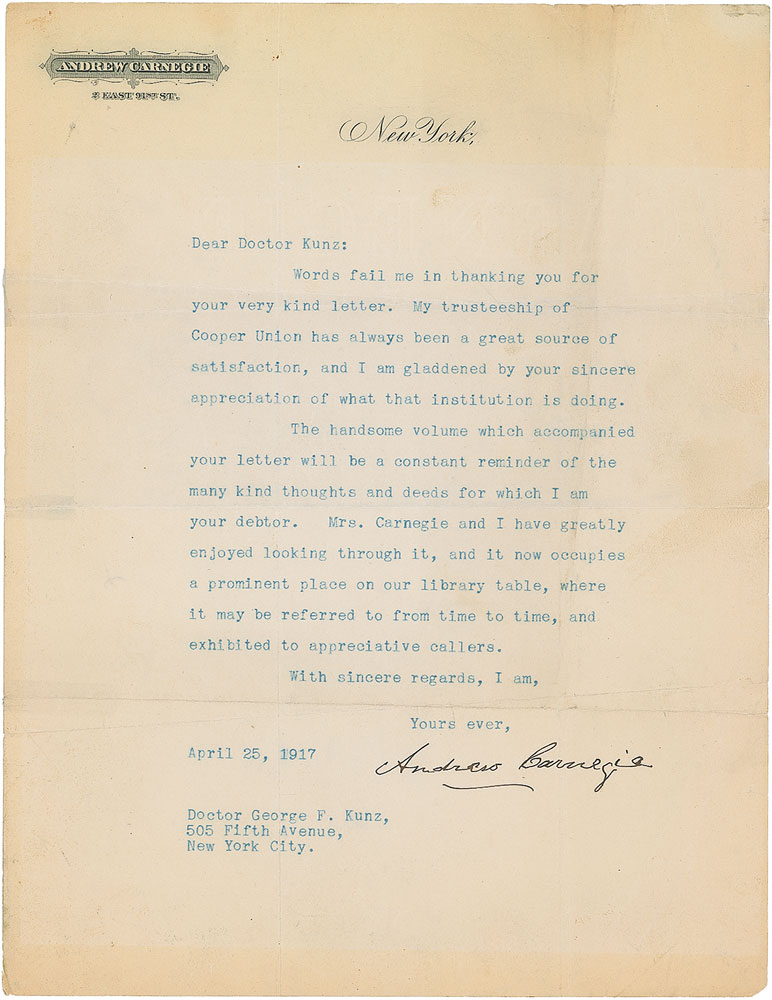 ANDREW CARNEGIE
2 EAST 91ST ST.
New York,
Dear Doctor Kunz:
Words fail me in thanking you for
your very kind letter. My trusteeship of
Cooper Union has always been a great source of
satisfaction, and I am gladdened by your sincere
appreciation of what that institution is doing.
The handsome volume which accompanied
your letter will be a constant reminder of the
many kind thoughts and deeds for which I am
your debtor. Mrs. Carnegie and I have greatly
enjoyed looking through it, and it now occupies
a prominent place on our library table, where
it may be referred to from time to time, and
exhibited to appreciative callers.
With sincere regards, I am,
Yours ever,
April 25, 1917
Andrew Carnegie
Doctor George F. Kunz,
505 Fifth Avenue,
New York City.